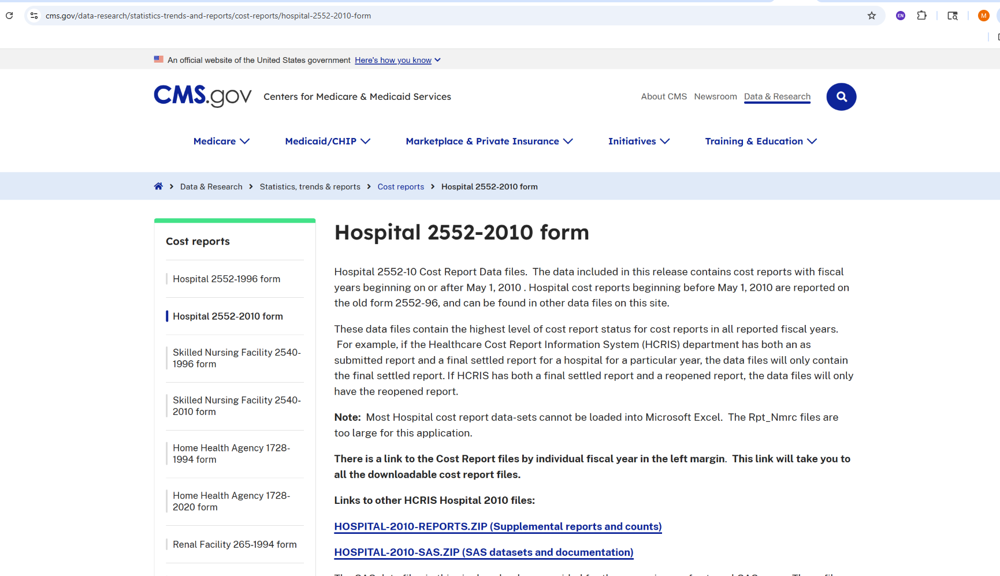 cms.gov/data-research/statistics-trends-and-reports/cost-reports/hospital-2552-2010-form
EN
M
An official website of the United States government Here's how you know
CMS.gov Centers for Medicare & Medicaid Services
About CMS Newsroom Data & Research
Medicare Medicaid/CHIP Marketplace & Private Insurance Initiatives Training & Education
Data & Research > Statistics, trends & reports > Cost reports > Hospital 2552-2010 form
Cost reports
Hospital 2552-1996 form
Hospital 2552-2010 form
Skilled Nursing Facility 2540-
1996 form
Skilled Nursing Facility 2540-
2010 form
Home Health Agency 1728-
1994 form
Home Health Agency 1728-
2020 form
Renal Facility 265-1994 form
Hospital 2552-2010 form
Hospital 2552-10 Cost Report Data files. The data included in this release contains cost reports with fiscal
years beginning on or after May 1, 2010 . Hospital cost reports beginning before May 1, 2010 are reported on
the old form 2552-96, and can be found in other data files on this site.
These data files contain the highest level of cost report status for cost reports in all reported fiscal years.
For example, if the Healthcare Cost Report Information System (HCRIS) department has both an as
submitted report and a final settled report for a hospital for a particular year, the data files will only contain
the final settled report. If HCRIS has both a final settled report and a reopened report, the data files will only
have the reopened report.
Note: Most Hospital cost report data-sets cannot be loaded into Microsoft Excel. The Rpt_Nmrc files are
too large for this application.
There is a link to the Cost Report files by individual fiscal year in the left margin. This link will take you to
all the downloadable cost report files.
Links to other HCRIS Hospital 2010 files:
HOSPITAL-2010-REPORTS.ZIP (Supplemental reports and counts)
HOSPITAL-2010-SAS.ZIP (SAS datasets and documentation)